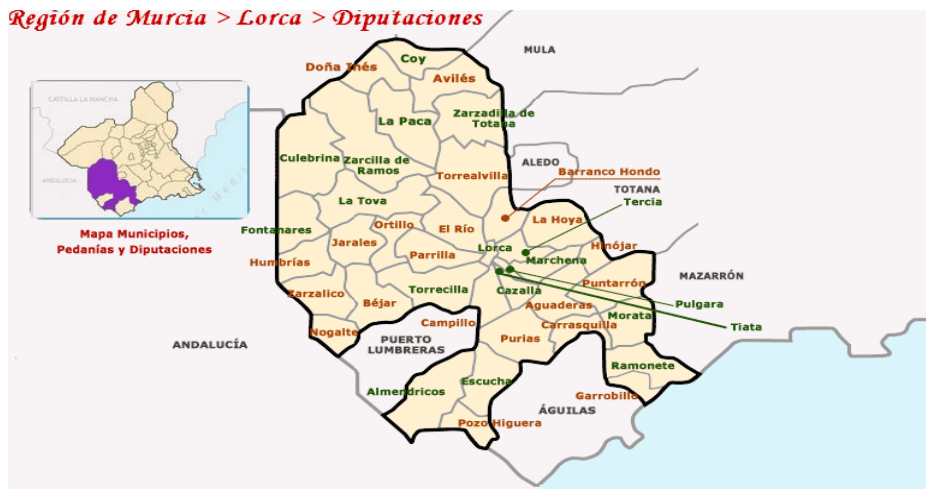 Región de Murcia > Lorca > Diputaciones
CASTILLA LA MANCHA
ANDALUCÍA
Mapa Municipios,
Pedanías y Diputaciones
MULA
Coy
Doña Inés
Avilés
La Paca
Zarzadilla de
Totana
Culebrina
Zarcilla de
Ramos
Torrealvilla
ALEDO
Barranco Hondo
TOTANA
Tercia
La Tova
La Hoya
Ortillo
El Río
Fontanares
Jarales
Lorca
Hinójar
Parrilla
Marchena
Humbrías
MAZARRÓN
Puntarrón
Zarzalico
Torrecilla
Cazalla
Béjar
Aguaderas
Pulgara
Morata
Campillo
Carrasquilla
Tiata
Nogalte
PUERTO
LUMBRERAS
Purias
ANDALUCÍA
Ramonete
Almendricos
Escucha
Garrobillo
ÁGUILAS
Pozo Higuera